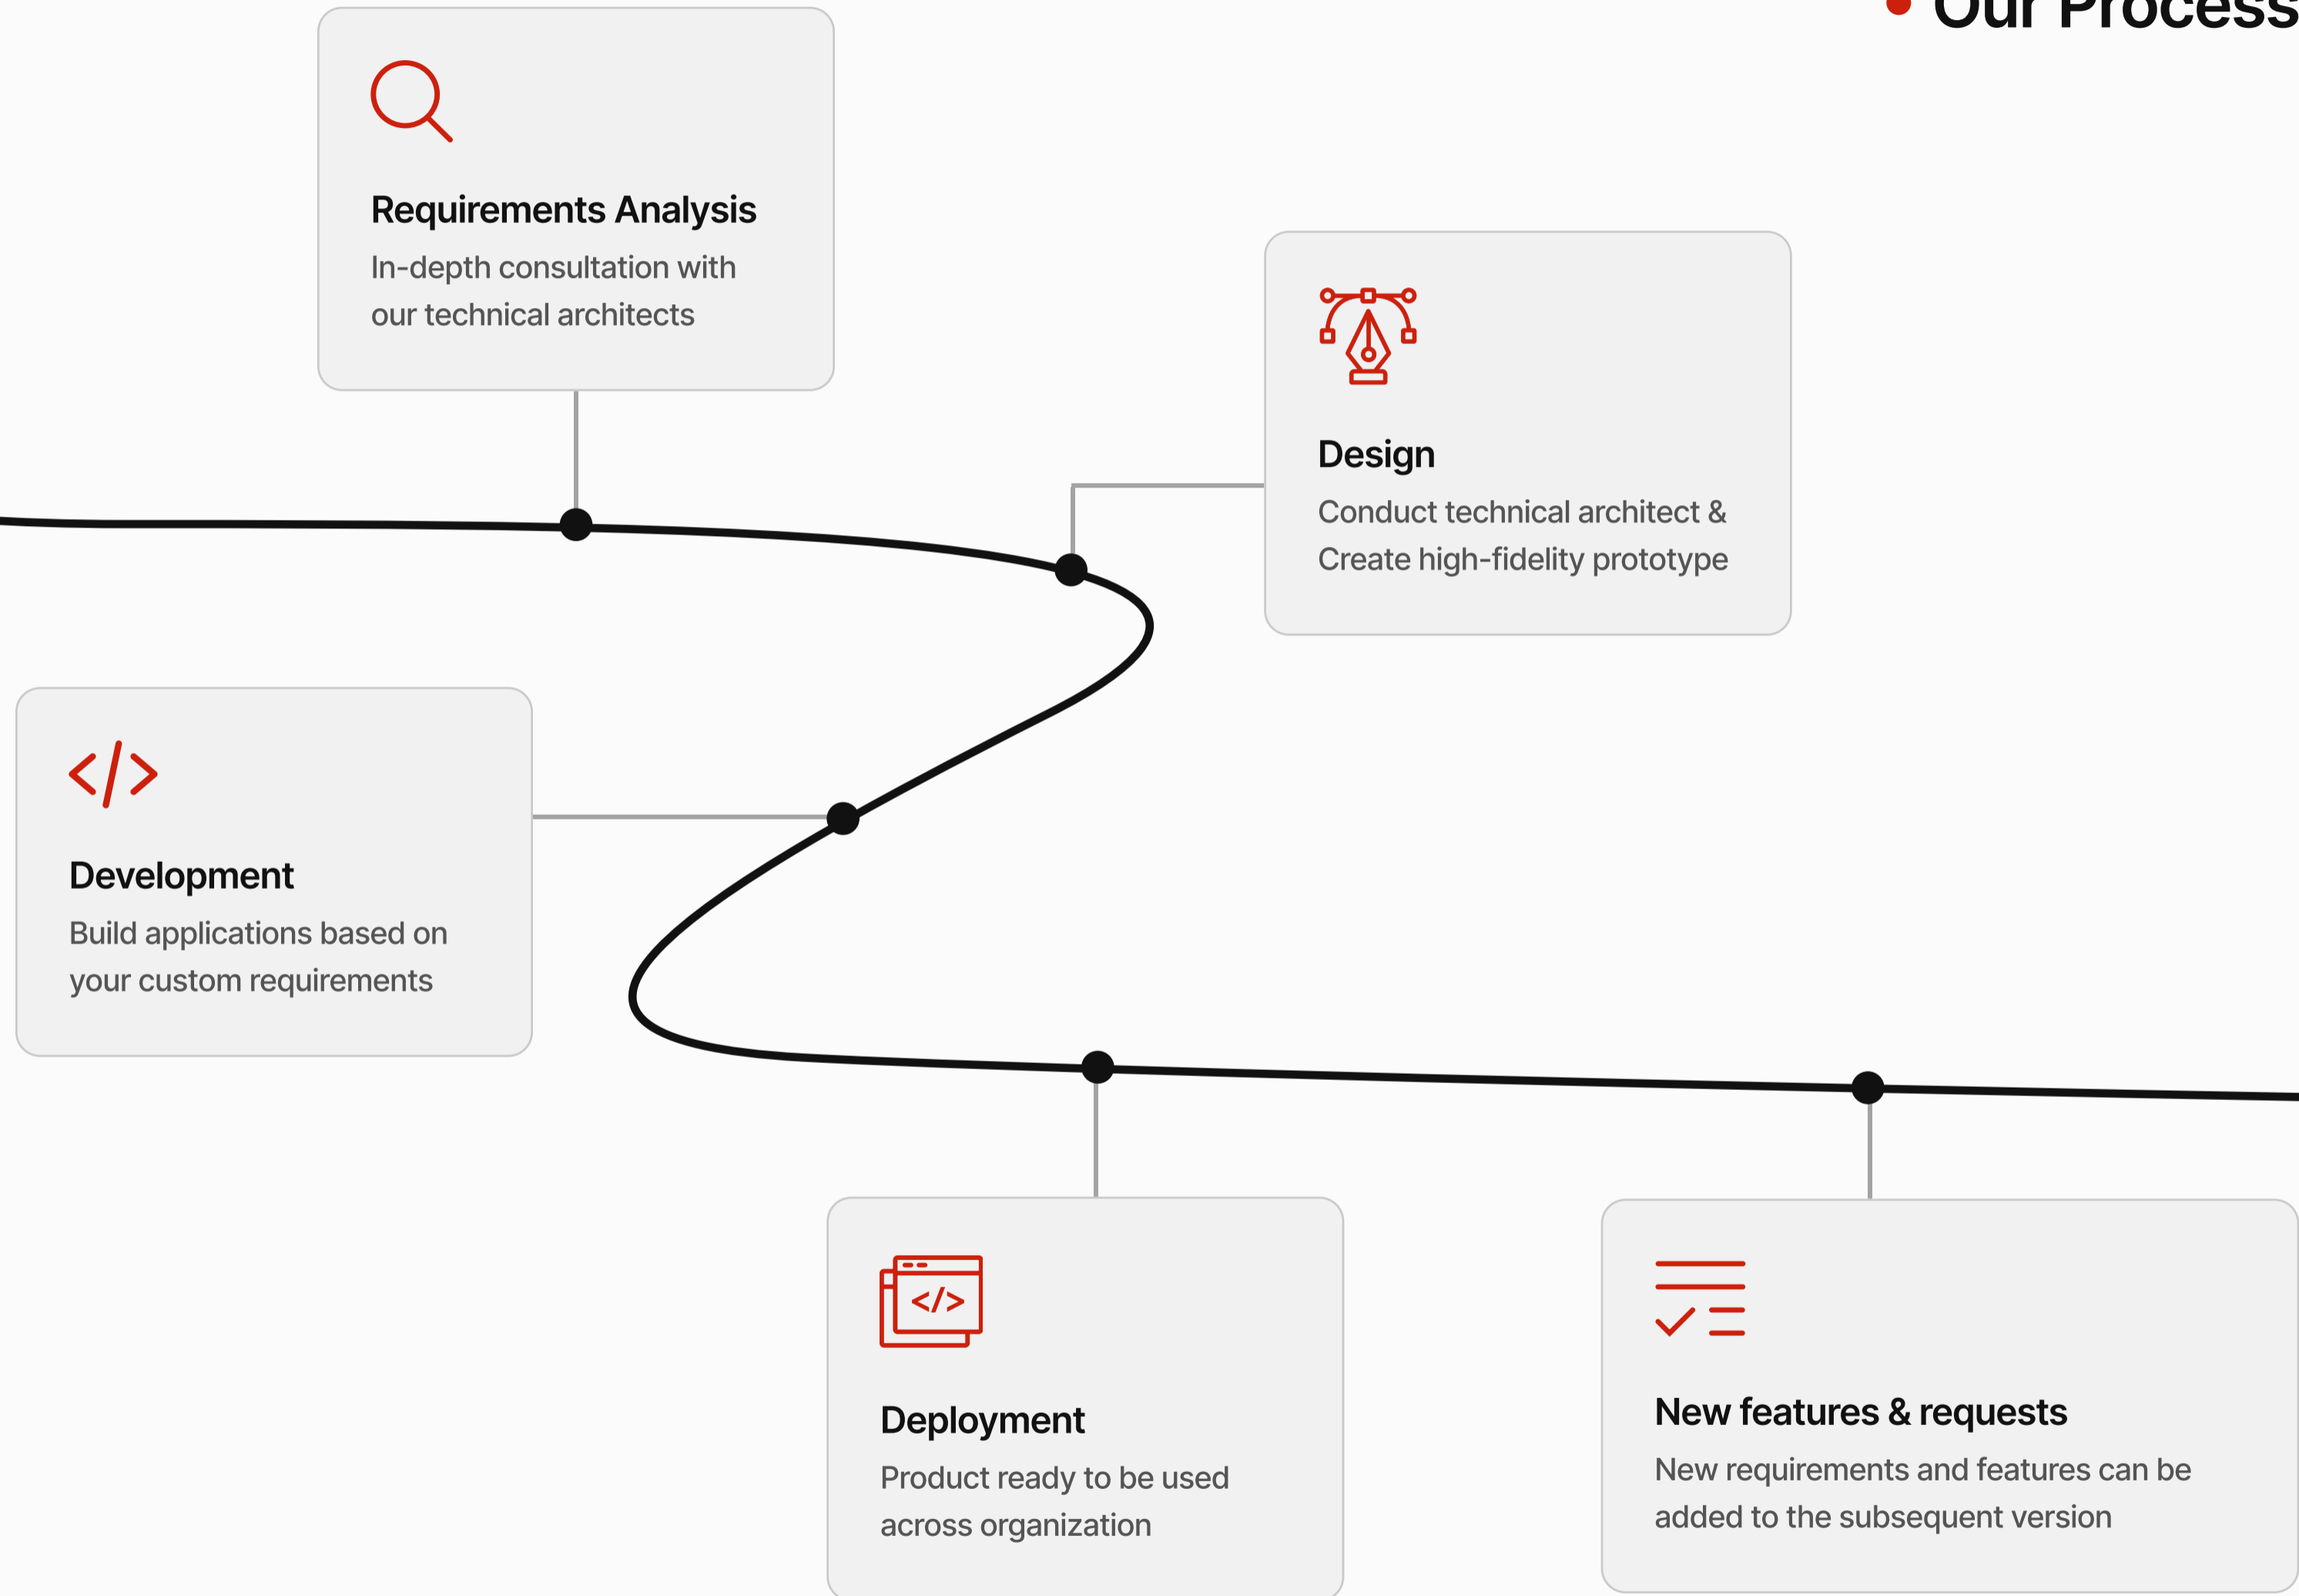 Our Process
Requirements Analysis
In-depth consultation with
our technical architects
Design
Conduct technical architect &
Create high-fidelity prototype
Development
Build applications based on
your custom requirements
Deployment
Product ready to be used
across organization
New features & requests
New requirements and features can be
added to the subsequent version